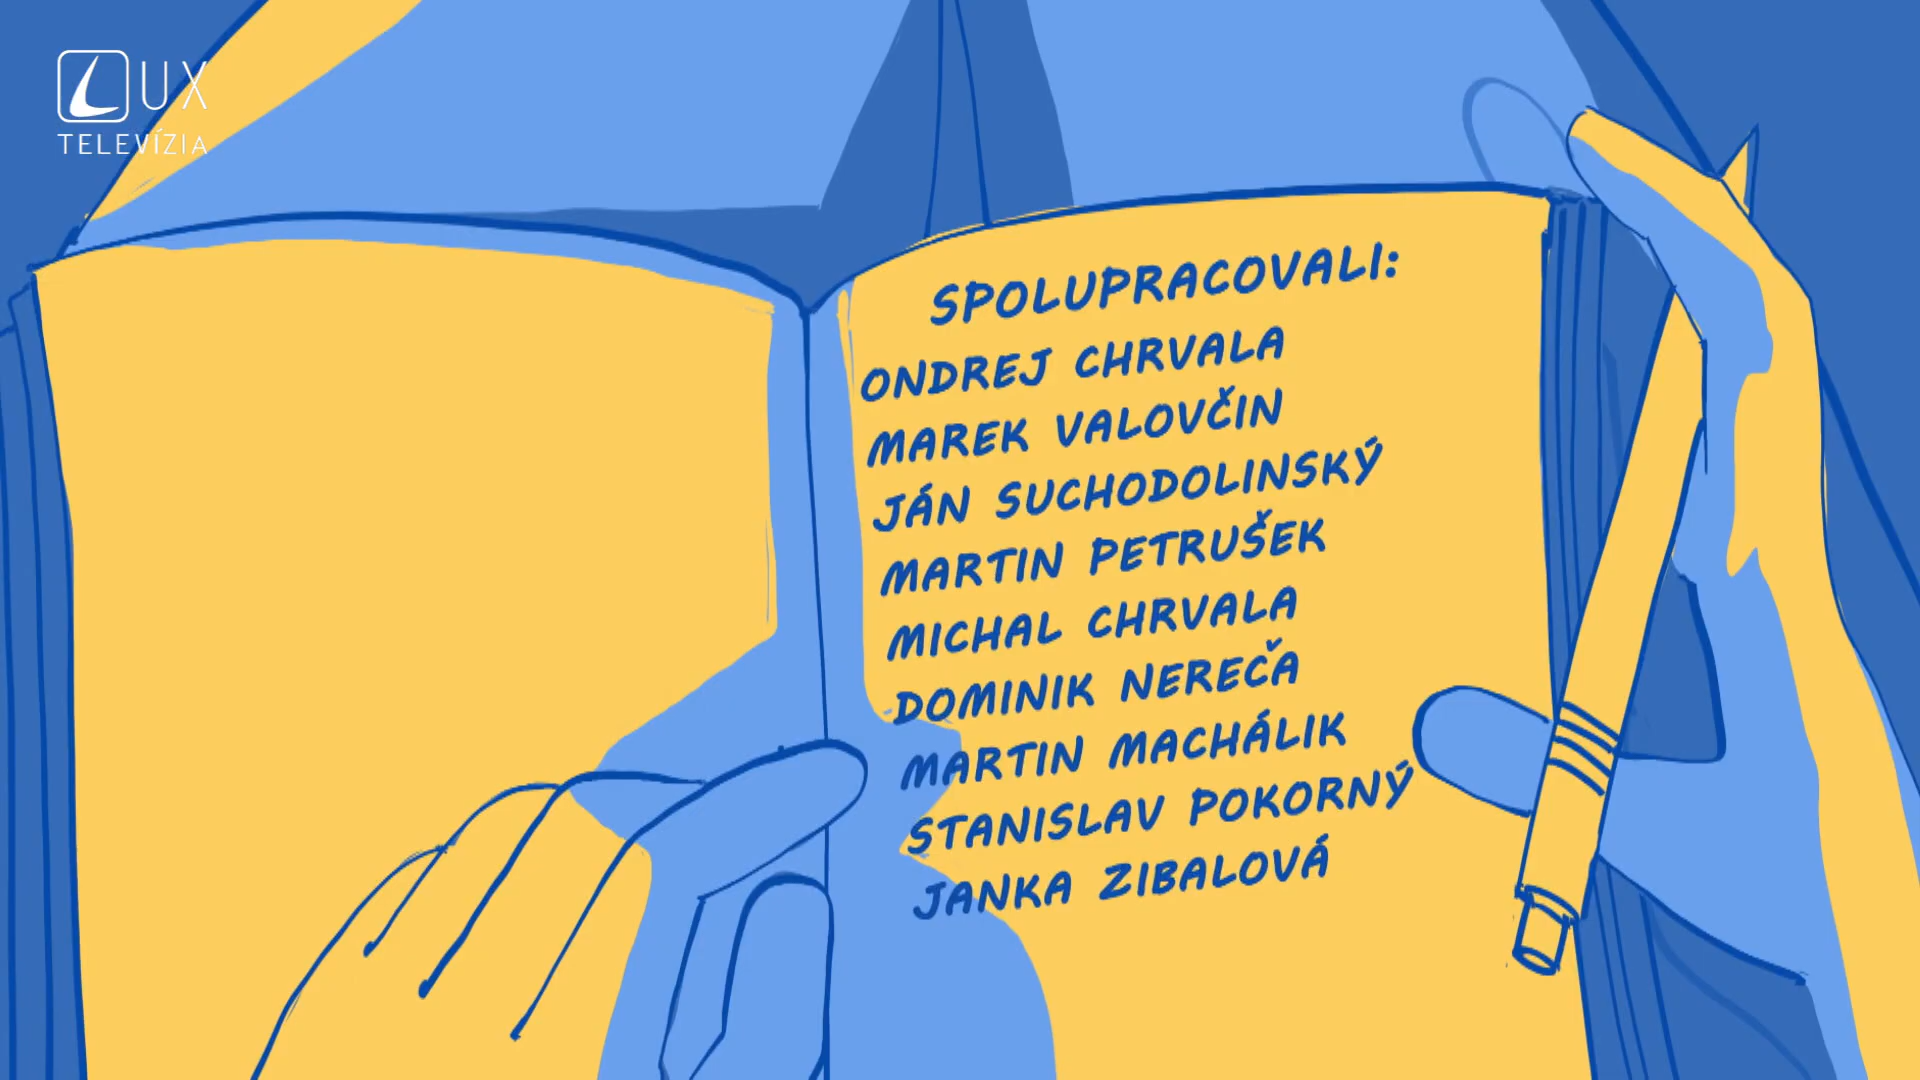 LUX
TELEVÍZIA
SPOLUPRACOVALI:
ONDREJ CHRVALA
MAREK VALOVČIN
JÁN SUCHODOLINSKÝ
MARTIN PETRUŠEK
MICHAL CHRVALA
DOMINIK NEREČA
MARTIN MACHÁLIK
STANISLAV POKORNÝ
JANKA ZIBALOVÁ